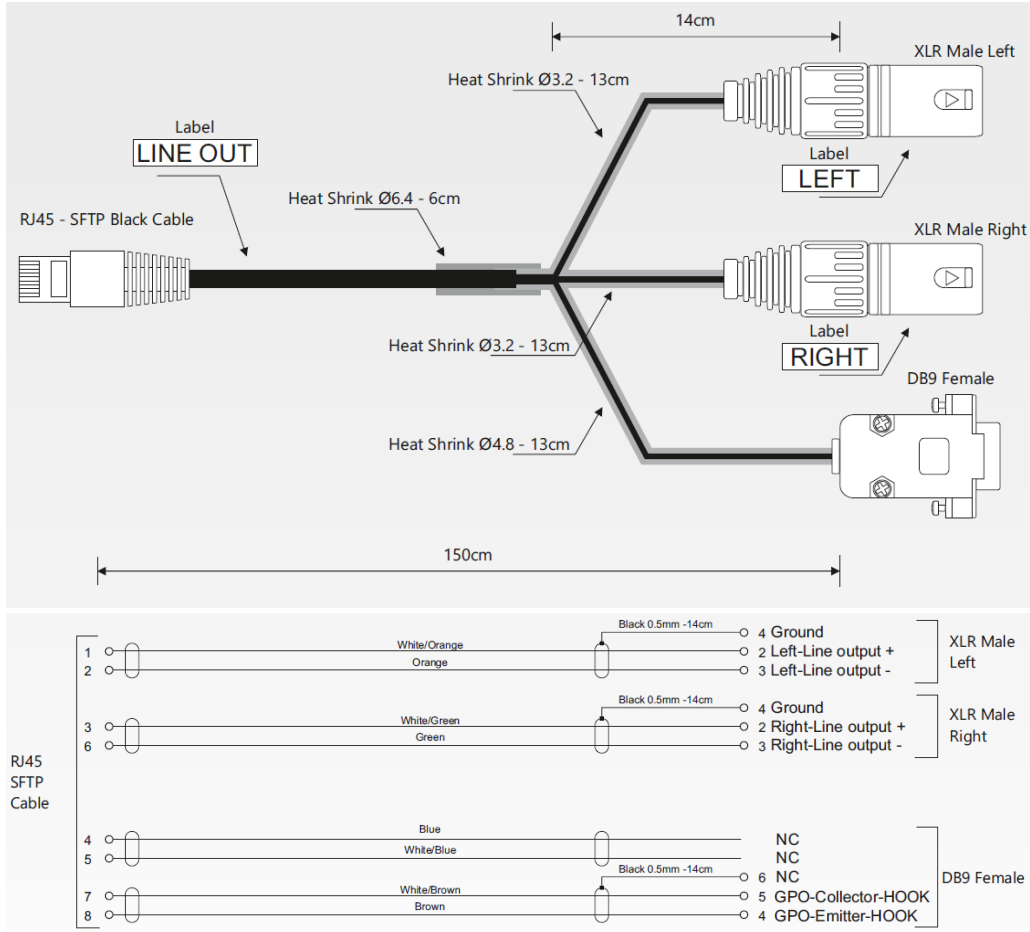 14cm
XLR Male Left
Heat Shrink Ø3.2 - 13cm
Label
LINE OUT
Label
LEFT
Heat Shrink Ø6.4 - 6cm
RJ45 - SFTP Black Cable
XLR Male Right
Label
RIGHT
Heat Shrink Ø3.2 - 13cm
DB9 Female
Heat Shrink Ø4.8 - 13cm
150cm
Black 0.5mm -14cm
4 Ground
1 White/Orange 2 Left-Line output +
2 Orange 3 Left-Line output -
XLR Male
Left
Black 0.5mm -14cm
4 Ground
3 White/Green 2 Right-Line output +
6 Green 3 Right-Line output -
XLR Male
Right
RJ45
SFTP
Cable
4 Blue NC
5 White/Blue NC
Black 0.5mm -14cm
6 NC
7 White/Brown 5 GPO-Collector-HOOK
8 Brown 4 GPO-Emitter-HOOK
DB9 Female